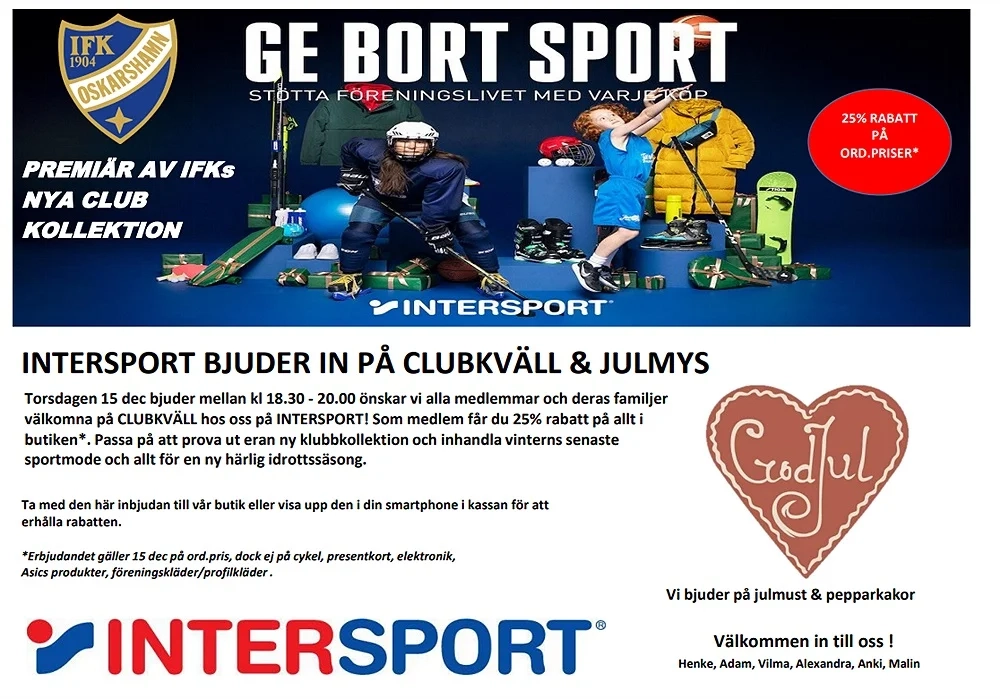 IFK
1904
OSKARSHAMN
GE BORT SPORT
STÖTTA FÖRENINGSLIVET MED VARJE KÖP
25% RABATT
PÅ
ORD.PRISER*
PREMIÄR AV IFKs
NYA CLUB
KOLLEKTION
INTERSPORT®
INTERSPORT BJUDER IN PÅ CLUBKVÄLL & JULMYS
Torsdagen 15 dec bjuder mellan kl 18.30 - 20.00 önskar vi alla medlemmar och deras familjer
välkomna på CLUBKVÄLL hos oss på INTERSPORT! Som medlem får du 25% rabatt på allt i
butiken*. Passa på att prova ut eran ny klubbkollektion och inhandla vinterns senaste
sportmode och allt för en ny härlig idrottssäsong.
God Jul
Ta med den här inbjudan till vår butik eller visa upp den i din smartphone i kassan för att
erhålla rabatten.
*Erbjudandet gäller 15 dec på ord.pris, dock ej på cykel, presentkort, elektronik,
Asics produkter, föreningskläder/profilkläder .
Vi bjuder på julmust & pepparkakor
INTERSPORT®
Välkommen in till oss !
Henke, Adam, Vilma, Alexandra, Anki, Malin